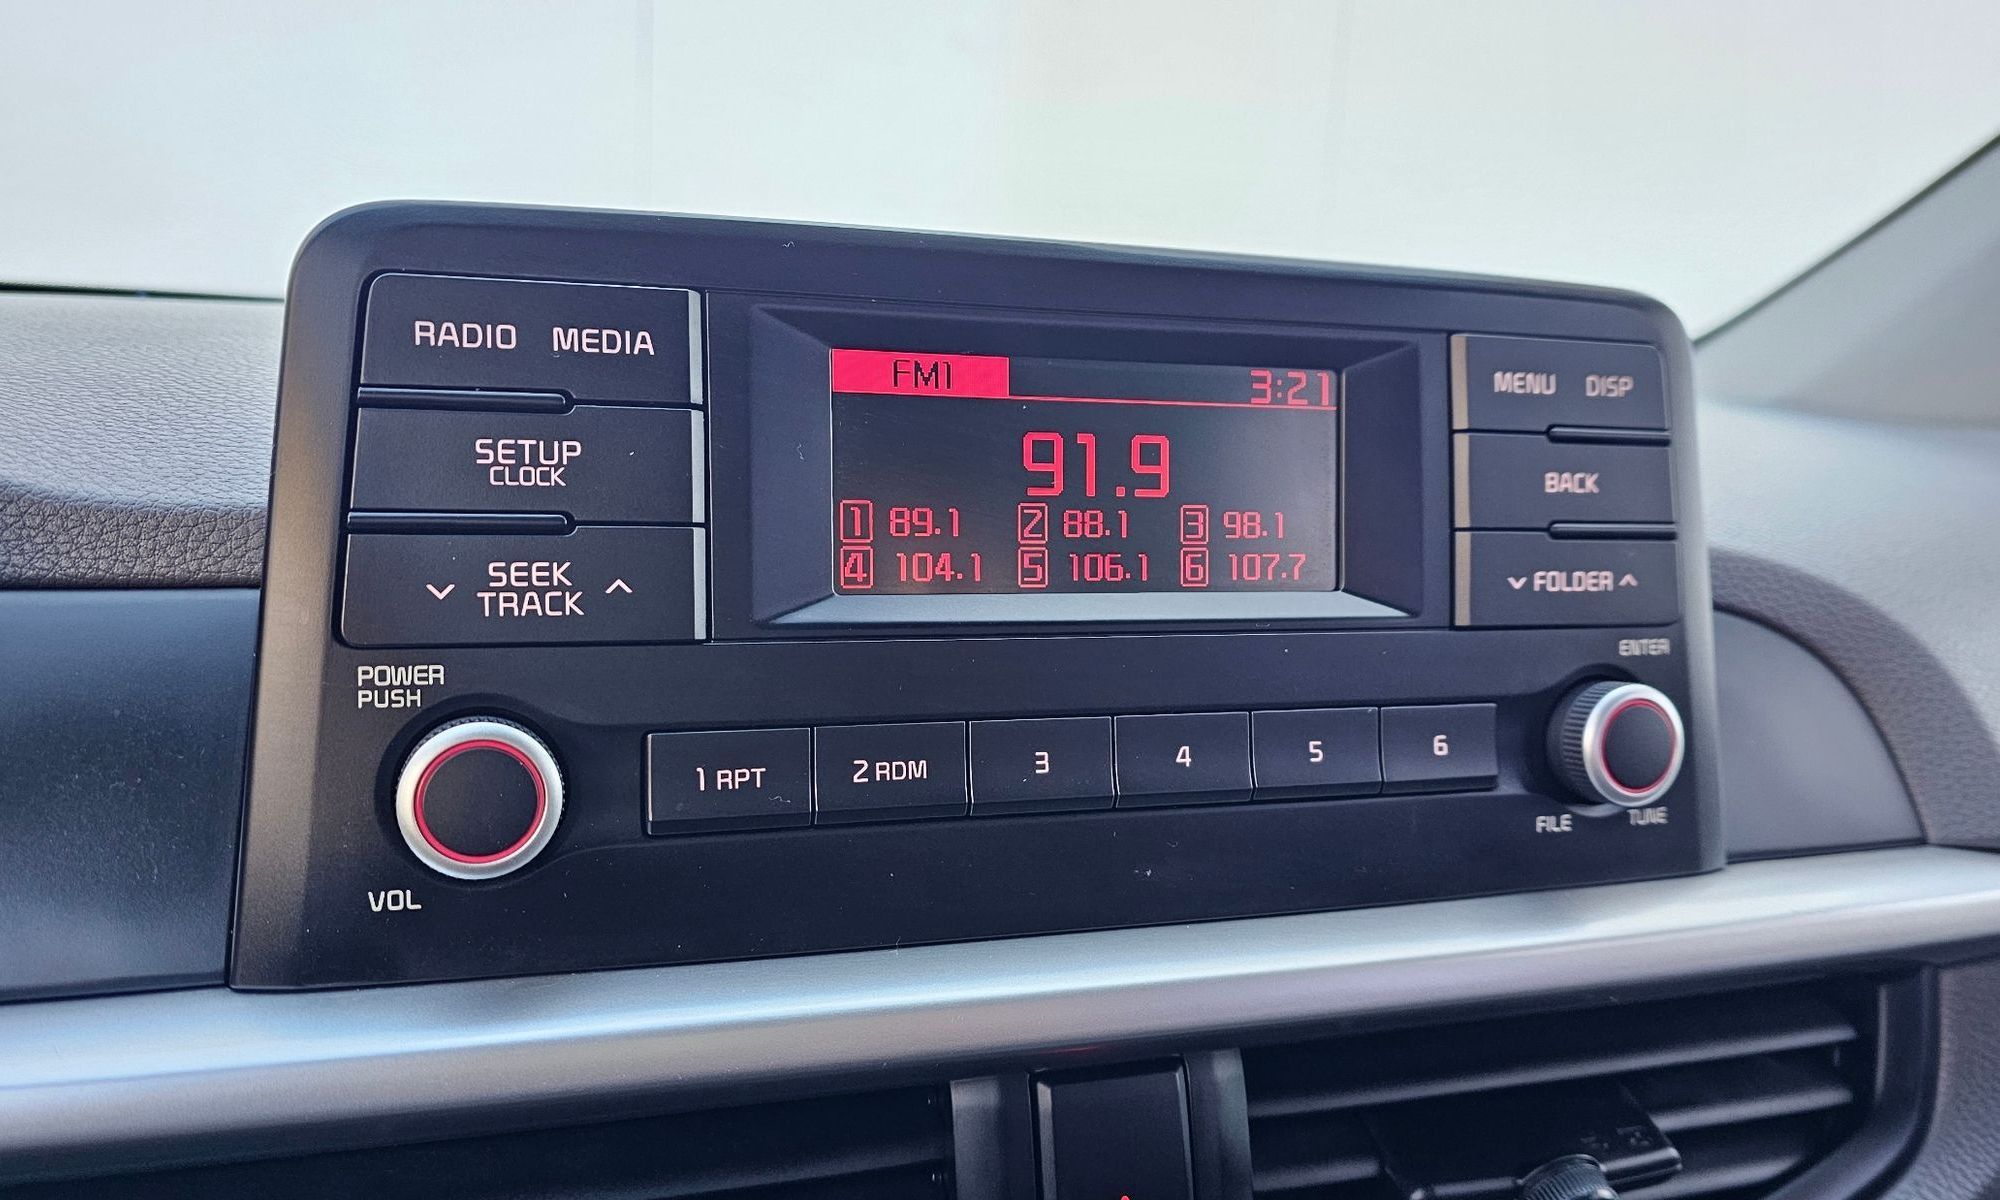 RADIO MEDIA
SETUP
CLOCK
SEEK
TRACK
POWER
PUSH
VOL
FM1 3:21
91.9
1 89.1 2 88.1 3 98.1
4 104.1 5 106.1 6 107.7
1 RPT 2 RDM 3 4 5 6
MENU DISP
BACK
FOLDER
ENTER
FILE TUNE